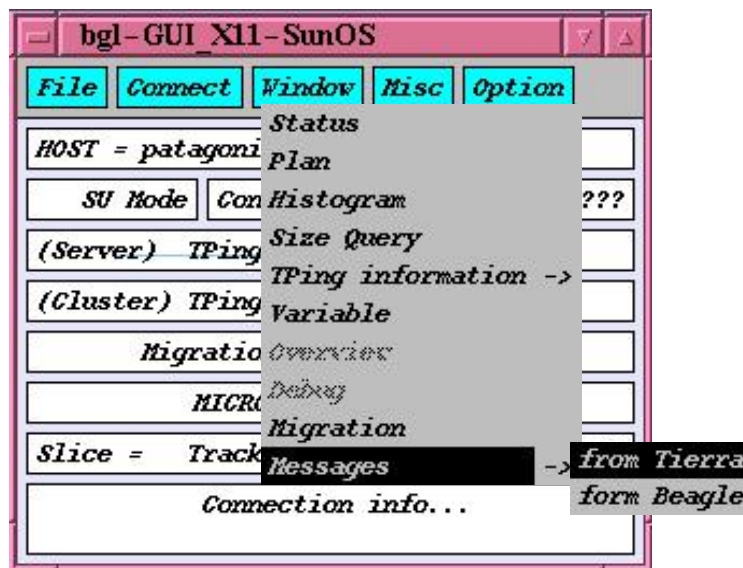 bgl-GUI_X11-SunOS
File Connect Window Misc Option
HOST = patagoni
SU Mode Con ???
(Server) TPing
(Cluster) TPing
Migratio
MICRO
Slice = Track
Connection info...
Status
Plan
Histogram
Size Query
TPing information ->
Variable
Overview
Debug
Migration
Messages ->
from Tierra
form Beagle